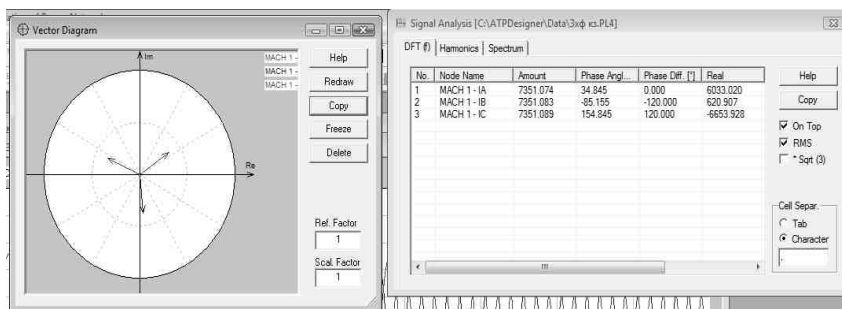 Vector Diagram
Im
Re
MACH 1 -
MACH 1 -
MACH 1 -
Help
Redraw
Copy
Freeze
Delete
Ref. Factor
1
Scal. Factor
1
Signal Analysis [C:\ATPDesigner\Data\3хф кз.PL4]
DFT (f) Harmonics Spectrum
No. Node Name Amount Phase Angl... Phase Diff. [°] Real
1 MACH 1 - IA 7351.074 34.845 0.000 6033.020
2 MACH 1 - IB 7351.083 -85.155 -120.000 620.907
3 MACH 1 - IC 7351.089 154.845 120.000 -6653.928
Help
Copy
On Top
RMS
* Sqrt (3)
Cell Separ.
Tab
Character